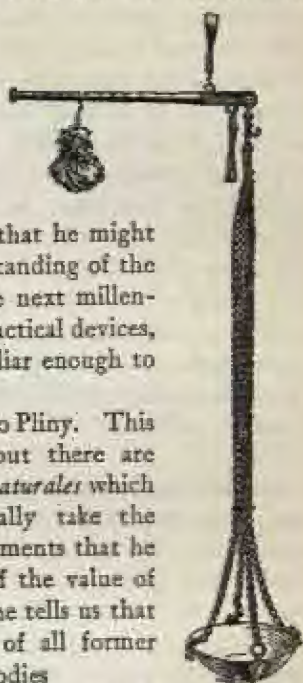 that he might
tanding of the
e next millen-
actical devices,
liar enough to
o Pliny. This
out there are
aturales which
ally take the
ments that he
f the value of
he tells us that
of all former
odies